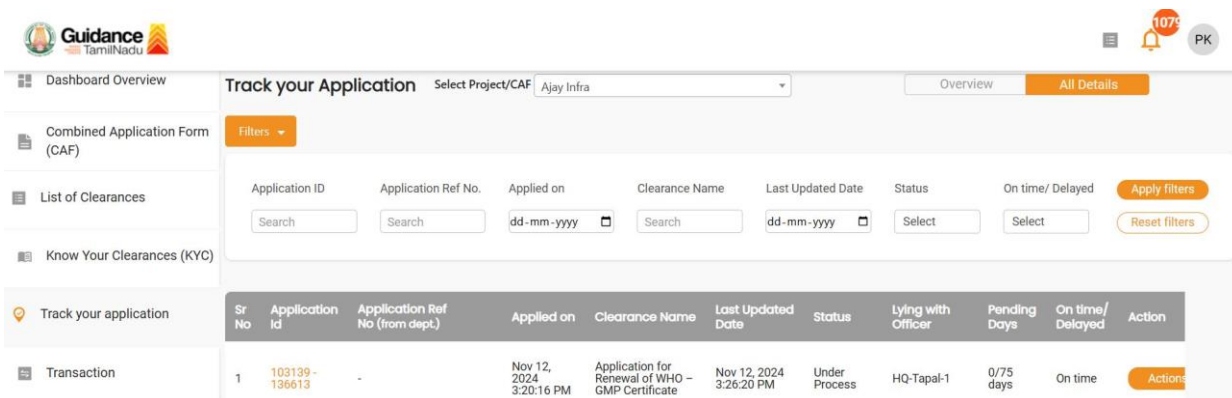 Guidance
TamilNadu
1079
PK
Dashboard Overview
Track your Application Select Project/CAF Ajay Infra Overview All Details
Combined Application Form
(CAF)
Filters
Application ID Application Ref No. Applied on Clearance Name Last Updated Date Status On time/ Delayed Apply filters
List of Clearances
Search Search dd-mm-yyyy Search dd-mm-yyyy Select Select Reset filters
Know Your Clearances (KYC)
Track your application
Sr No Application Id Application Ref No (from dept.) Applied on Clearance Name Last Updated Date Status Lying with Officer Pending Days On time/ Delayed Action
Transaction
1 103139 - 136613 - Nov 12, 2024 3:20:16 PM Application for Renewal of WHO – GMP Certificate Nov 12, 2024 3:26:20 PM Under Process HQ-Tapal-1 0/75 days On time Actions